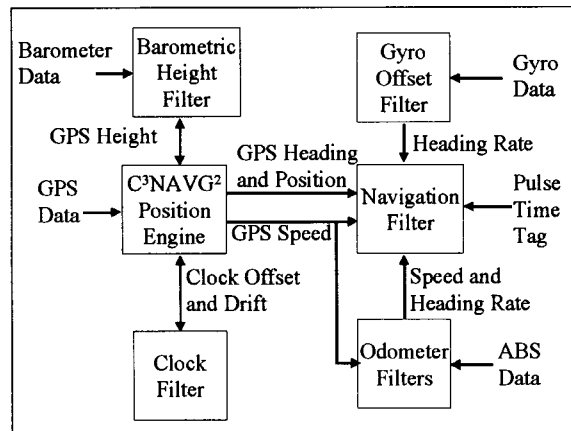 Barometer
Data
Barometric
Height
Filter
Gyro
Offset
Filter
Gyro
Data
GPS Height
Heading Rate
GPS
Data
C³NAVG²
Position
Engine
GPS Heading
and Position
GPS Speed
Navigation
Filter
Pulse
Time
Tag
Clock Offset
and Drift
Speed and
Heading Rate
Clock
Filter
Odometer
Filters
ABS
Data